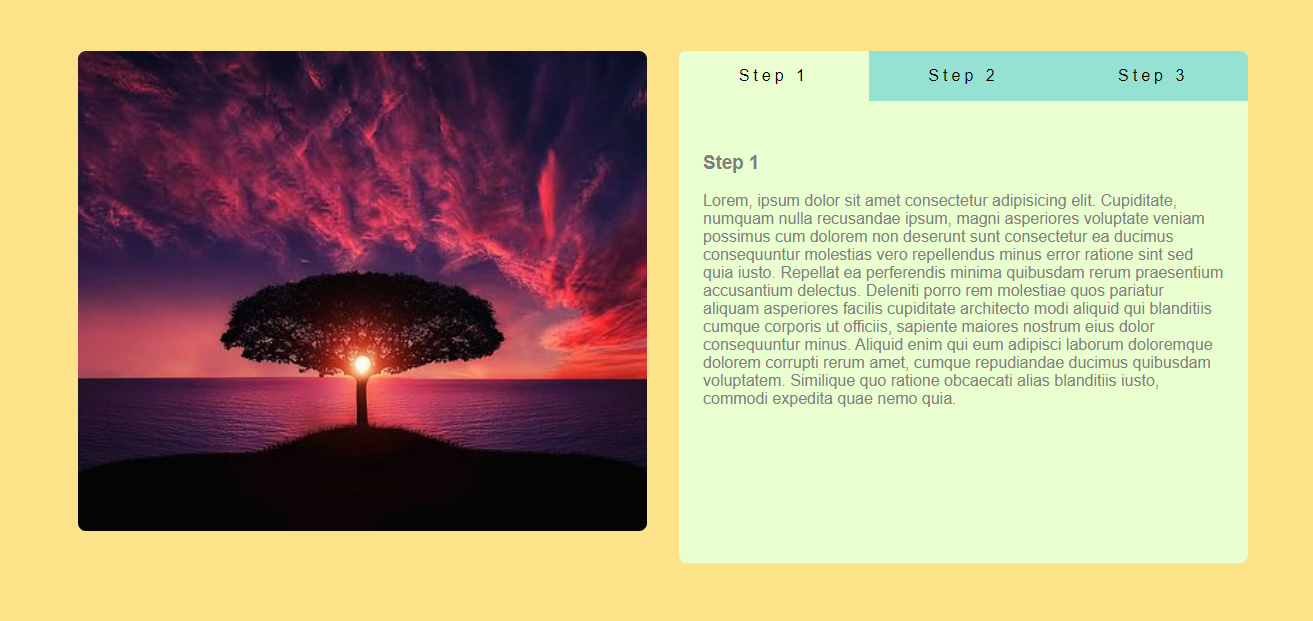 Step 1 Step 2 Step 3
Step 1
Lorem, ipsum dolor sit amet consectetur adipisicing elit. Cupiditate,
numquam nulla recusandae ipsum, magni asperiores voluptate veniam
possimus cum dolorem non deserunt sunt consectetur ea ducimus
consequuntur molestias vero repellendus minus error ratione sint sed
quia iusto. Repellat ea perferendis minima quibusdam rerum praesentium
accusantium delectus. Deleniti porro rem molestiae quos pariatur
aliquam asperiores facilis cupiditate architecto modi aliquid qui blanditiis
cumque corporis ut officiis, sapiente maiores nostrum eius dolor
consequuntur minus. Aliquid enim qui eum adipisci laborum doloremque
dolorem corrupti rerum amet, cumque repudiandae ducimus quibusdam
voluptatem. Similique quo ratione obcaecati alias blanditiis iusto,
commodi expedita quae nemo quia.